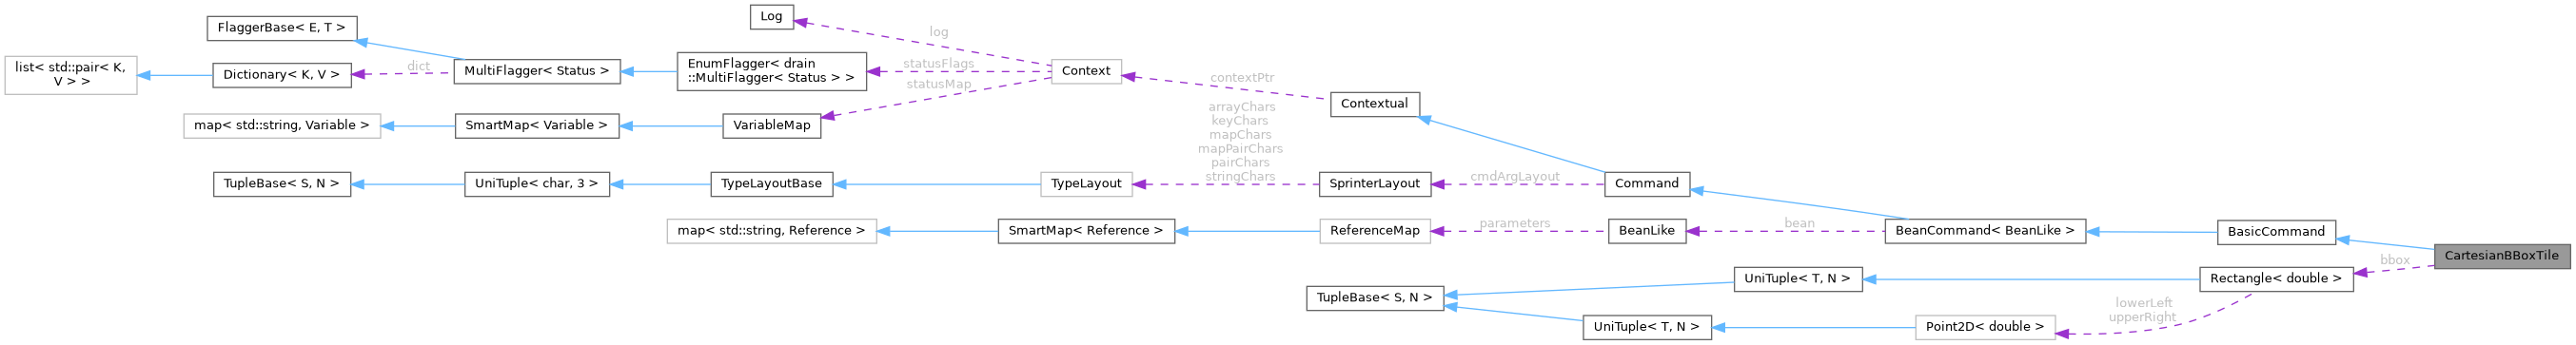 Log
FlaggerBase< E, T >
log
list< std::pair< K,
V > >
Dictionary< K, V >
dict
MultiFlagger< Status >
EnumFlagger< drain
::MultiFlagger< Status > >
statusFlags
Context
statusMap
contextPtr
Contextual
map< std::string, Variable >
SmartMap< Variable >
VariableMap
arrayChars
keyChars
mapChars
mapPairChars
pairChars
stringChars
TupleBase< S, N >
UniTuple< char, 3 >
TypeLayoutBase
TypeLayout
SprinterLayout
cmdArgLayout
Command
map< std::string, Reference >
SmartMap< Reference >
ReferenceMap
parameters
BeanLike
bean
BeanCommand< BeanLike >
BasicCommand
CartesianBBoxTile
bbox
TupleBase< S, N >
UniTuple< T, N >
Rectangle< double >
lowerLeft
upperRight
UniTuple< T, N >
Point2D< double >